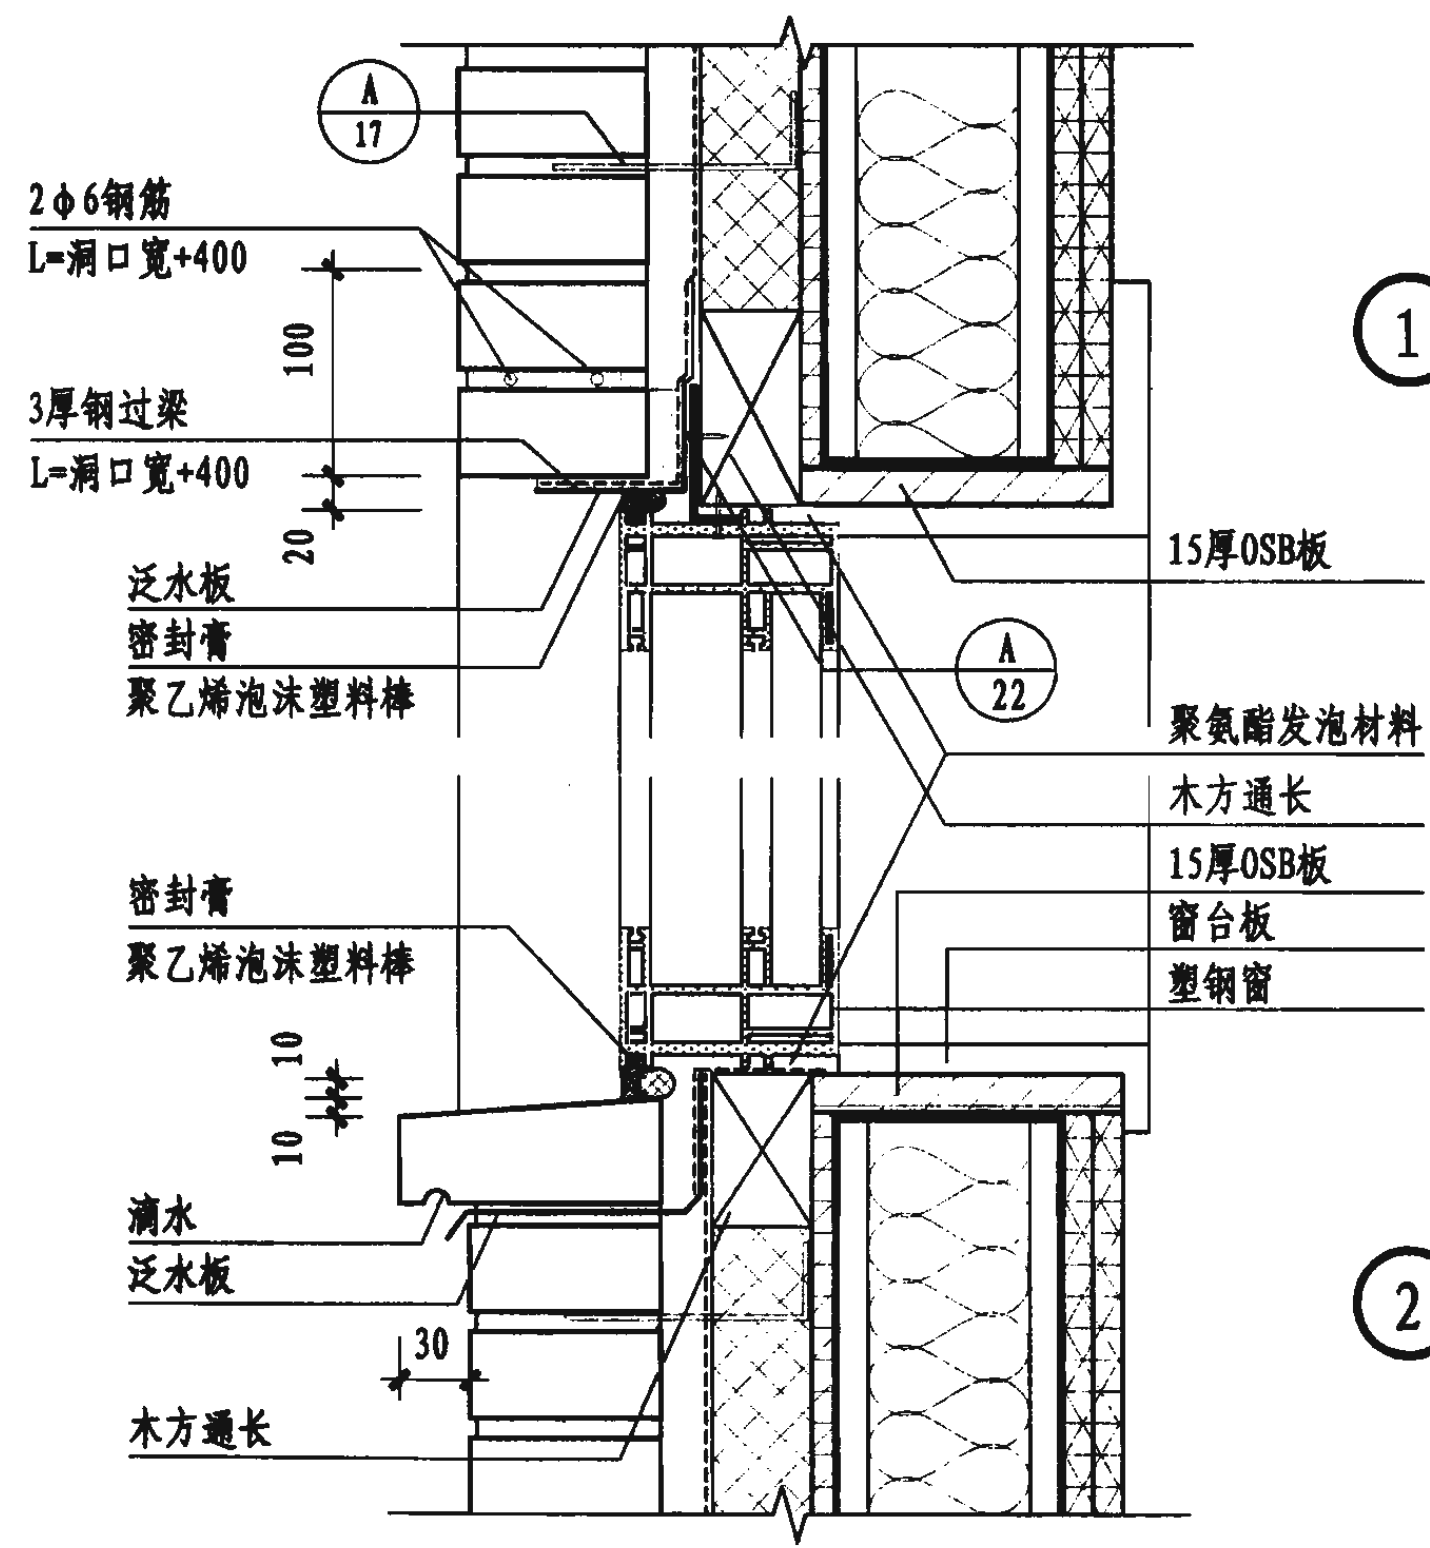 A
17
2φ6钢筋
L=洞口宽+400
100
1
3厚钢过梁
L=洞口宽+400
20
15厚OSB板
泛水板
密封膏
聚乙烯泡沫塑料棒
A
22
聚氨酯发泡材料
木方通长
15厚OSB板
密封膏
窗台板
聚乙烯泡沫塑料棒
塑钢窗
10
10
滴水
泛水板
2
30
木方通长